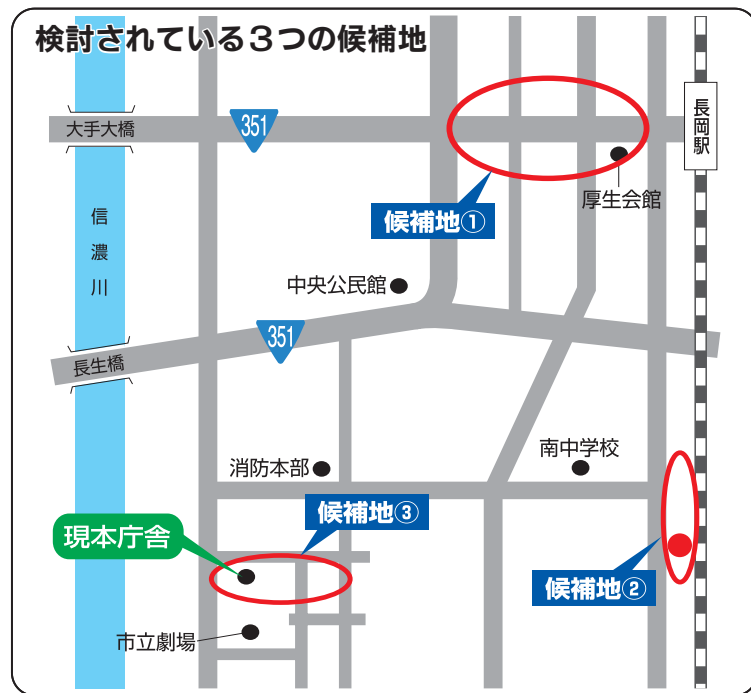 検討されている3つの候補地
大手大橋
351
長岡駅
厚生会館
候補地①
信濃川
中央公民館
351
長生橋
消防本部
南中学校
候補地③
現本庁舎
候補地②
市立劇場